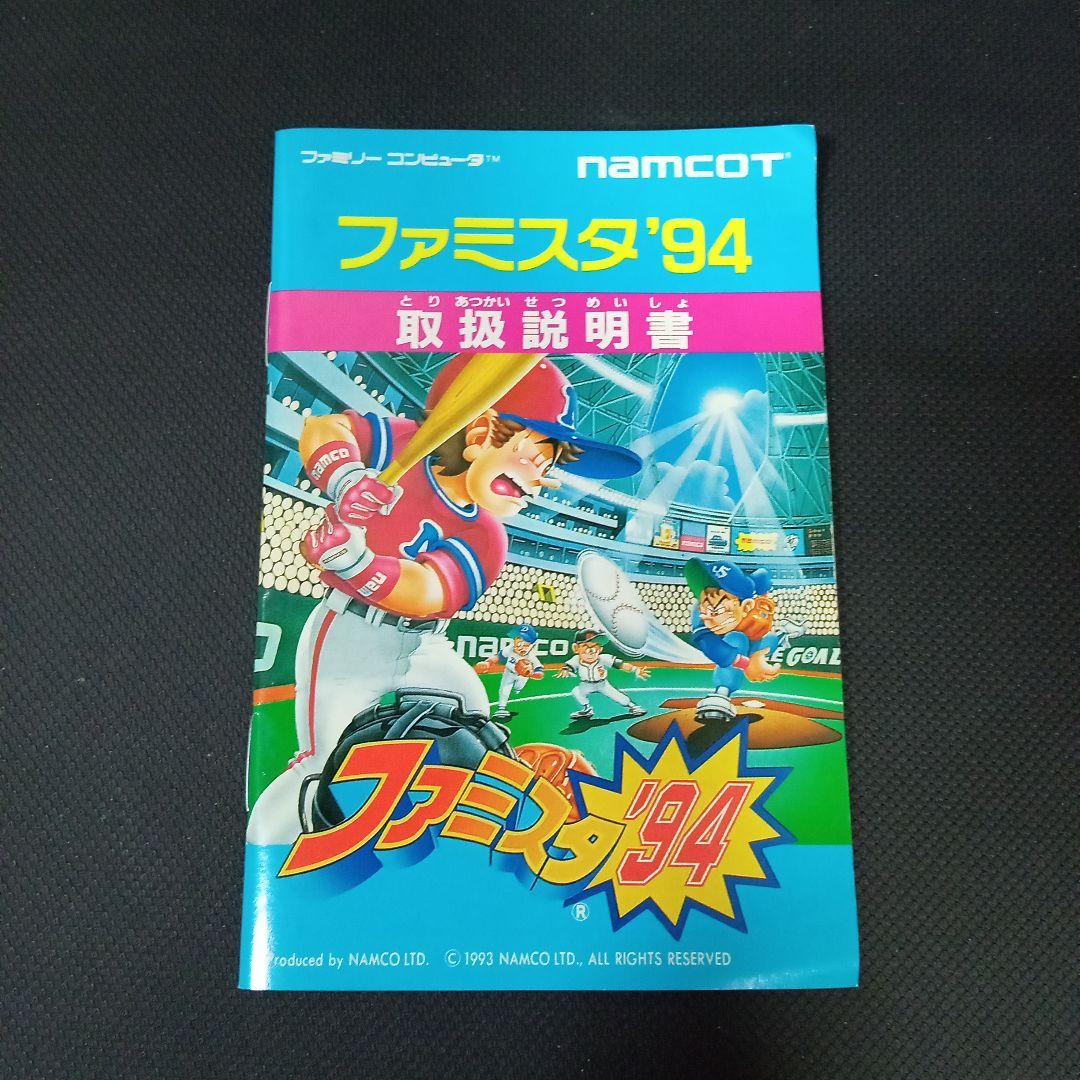 ファミリー コンピュータ™
namcoT®
ファミスタ'94
とり あつかい せつ めい しょ
取扱説明書
namco
namco
GOAL
ファミスタ'94
®
Produced by NAMCO LTD. © 1993 NAMCO LTD., ALL RIGHTS RESERVED